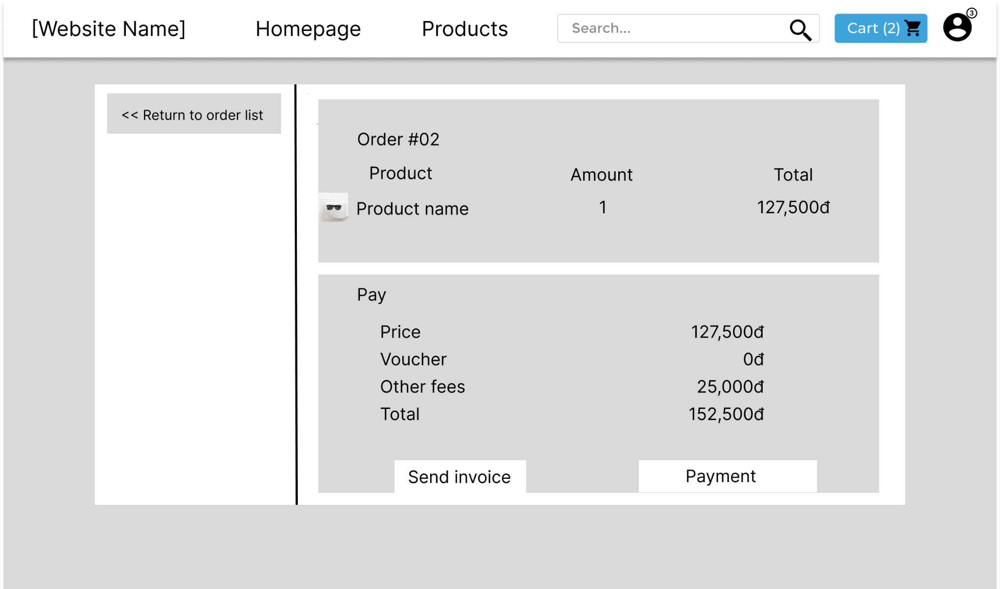 [Website Name] Homepage Products Search... Cart (2) 3
<< Return to order list
Order #02
Product Amount Total
Product name 1 127,500đ
Pay
Price 127,500đ
Voucher 0đ
Other fees 25,000đ
Total 152,500đ
Send invoice Payment